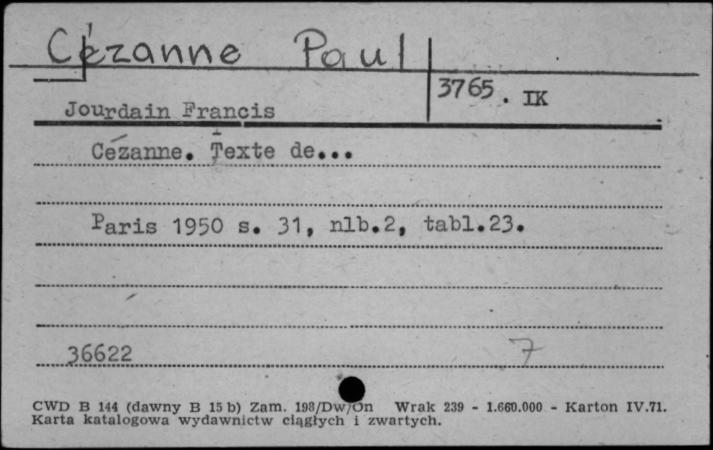 Cézanne Paul
3765. IK
Jourdain Francis
Cézanne. Texte de...
Paris 1950 s. 31, nlb.2, tabl.23.
36622 7
CWD B 144 (dawny B 15 b) Zam. 198/Dw/On Wrak 239 - 1.660.000 - Karton IV.71.
Karta katalogowa wydawnictw ciągłych i zwartych.